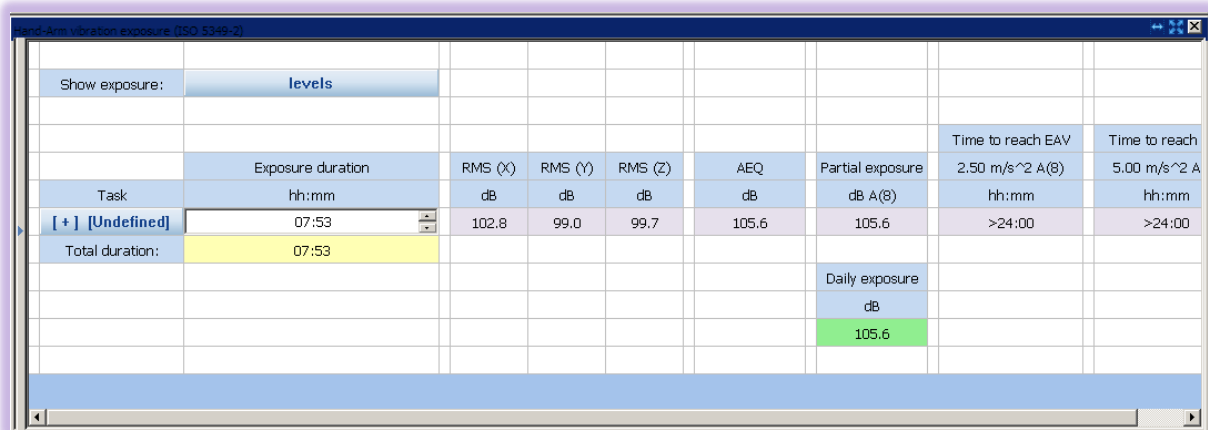 Hand-Arm vibration exposure (ISO 5349-2)
Show exposure: levels
Time to reach EAV Time to reach
Exposure duration RMS (X) RMS (Y) RMS (Z) AEQ Partial exposure 2.50 m/s^2 A(8) 5.00 m/s^2 A
Task hh:mm dB dB dB dB dB A(8) hh:mm hh:mm
[ + ] [Undefined] 07:53 102.8 99.0 99.7 105.6 105.6 >24:00 >24:00
Total duration: 07:53
Daily exposure
dB
105.6